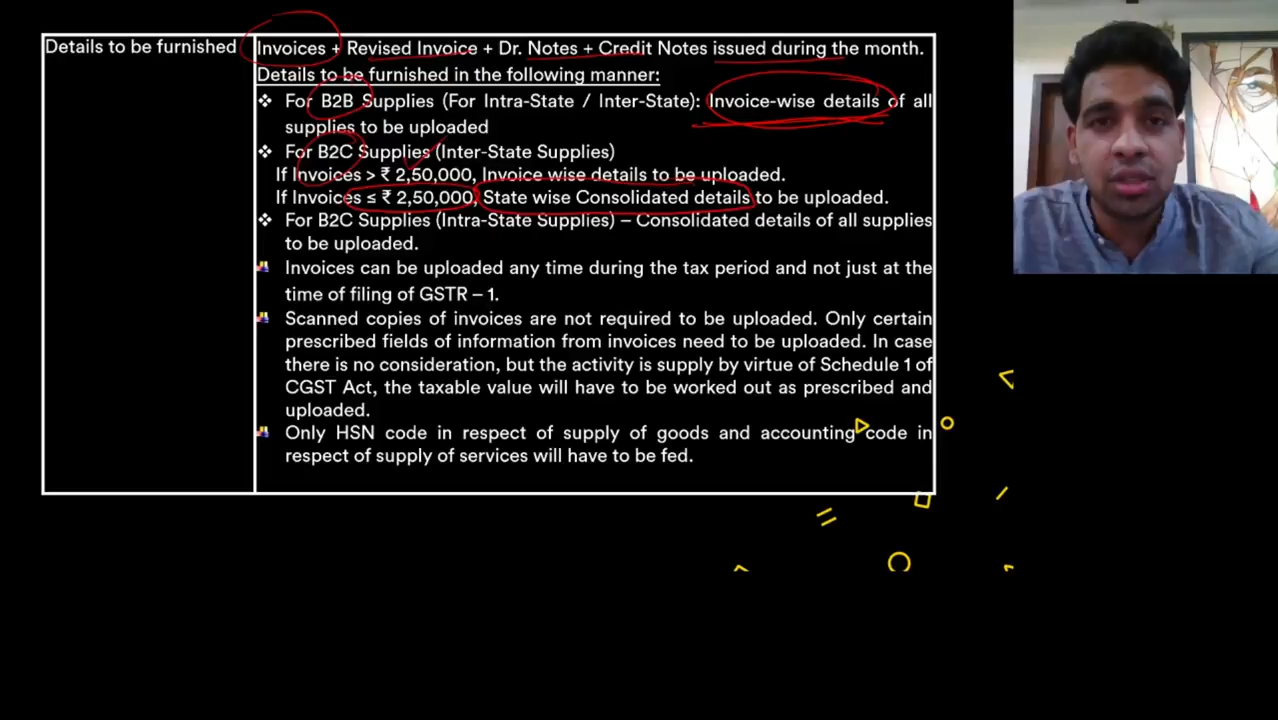 Details to be furnished
Invoices + Revised Invoice + Dr. Notes + Credit Notes issued during the month.
Details to be furnished in the following manner:
❖ For B2B Supplies (For Intra-State / Inter-State): Invoice-wise details of all
supplies to be uploaded
❖ For B2C Supplies (Inter-State Supplies)
If Invoices > ₹ 2,50,000, Invoice wise details to be uploaded.
If Invoices ≤ ₹ 2,50,000, State wise Consolidated details to be uploaded.
❖ For B2C Supplies (Intra-State Supplies) – Consolidated details of all supplies
to be uploaded.
Invoices can be uploaded any time during the tax period and not just at the
time of filing of GSTR – 1.
Scanned copies of invoices are not required to be uploaded. Only certain
prescribed fields of information from invoices need to be uploaded. In case
there is no consideration, but the activity is supply by virtue of Schedule 1 of
CGST Act, the taxable value will have to be worked out as prescribed and
uploaded.
Only HSN code in respect of supply of goods and accounting code in
respect of supply of services will have to be fed.